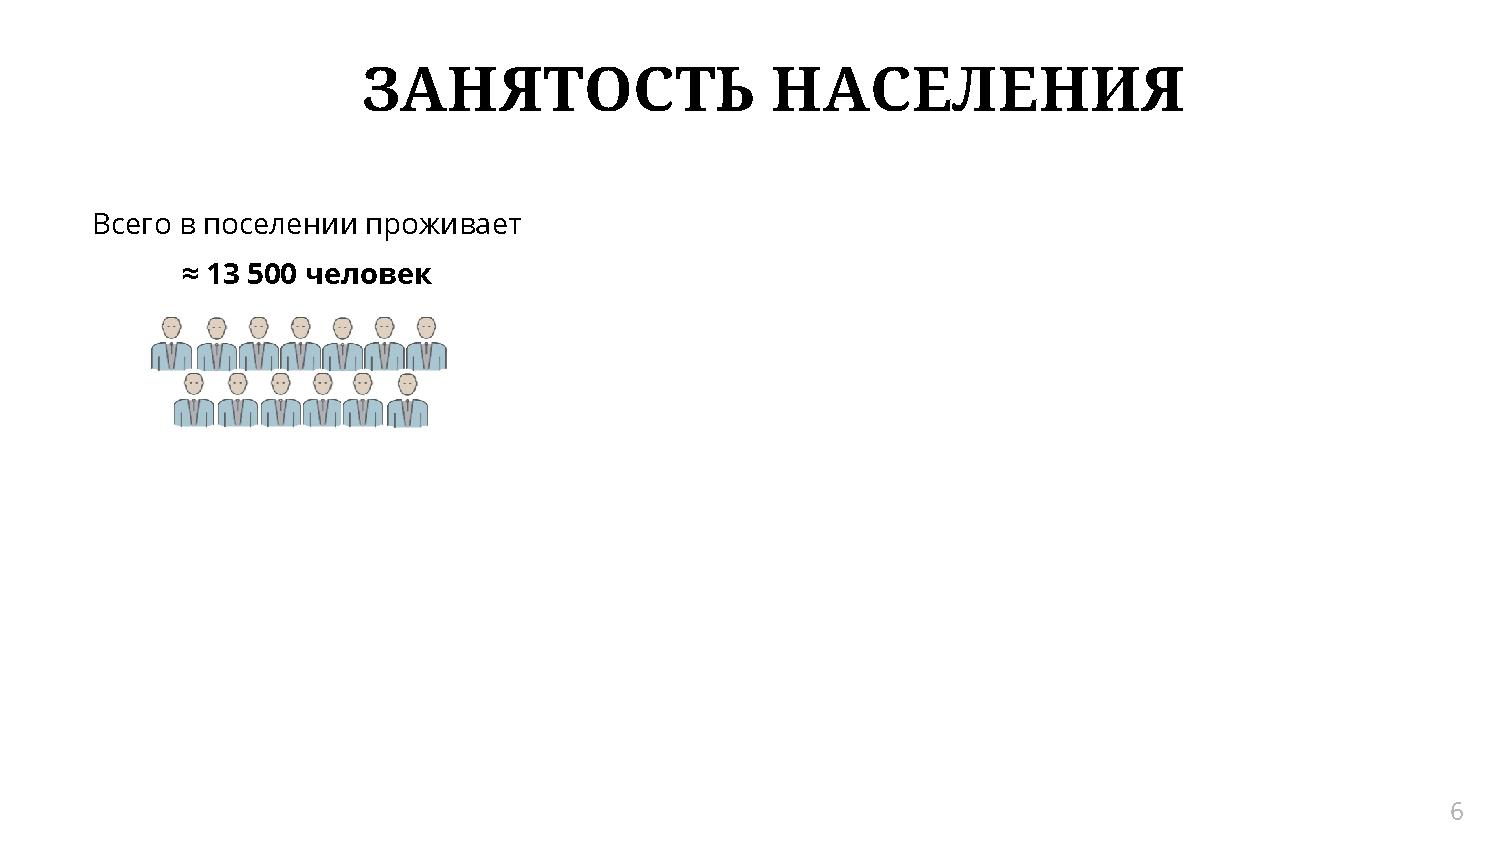 ЗАНЯТОСТЬ НАСЕЛЕНИЯ
Всего в поселении проживает
≈ 13 500 человек
6